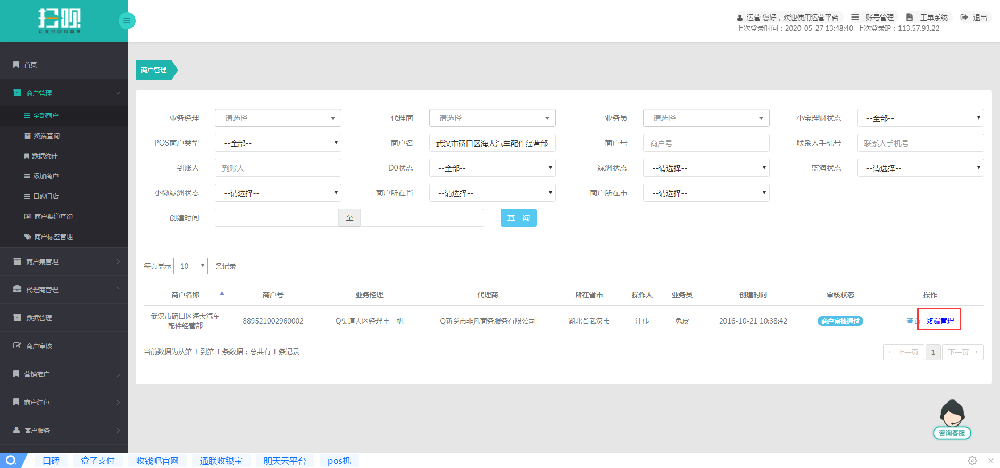 扫呗
让支付回归简单
运营 您好，欢迎使用运营平台
账号管理
工单系统
退出
上次登录时间：2020-05-27 13:48:40 上次登录IP：113.57.93.22
首页
商户管理
全部商户
终端查询
数据统计
添加商户
口碑门店
商户渠道查询
商户标签管理
商户集管理
代理商管理
数据管理
商户审核
营销推广
商户红包
客户服务
商户管理
业务经理 --请选择-- 代理商 --请选择-- 业务员 --请选择-- 小宝理财状态 --全部--
POS商户类型 --全部-- 商户名 武汉市硚口区海大汽车配件经营部 商户号 商户号 联系人手机号 联系人手机号
到账人 到账人 D0状态 --全部-- 绿洲状态 --请选择-- 蓝海状态 --请选择--
小微绿洲状态 --请选择-- 商户所在省 --请选择-- 商户所在市 --请选择--
创建时间 至 查 询
每页显示 10 条记录
商户名称 商户号 业务经理 代理商 所在省市 操作人 业务员 创建时间 审核状态 操作
武汉市硚口区海大汽车
配件经营部
889521002960002 Q渠道大区经理王一帆 Q新乡市非凡商务服务有限公司 湖北省武汉市 江伟 兔皮 2016-10-21 10:38:42 商户审核通过 查看 终端管理
当前数据为从第 1 到第 1 条数据；总共有 1 条记录
← 上一页 1 下一页 →
咨询客服
口碑 盒子支付 收钱吧官网 通联收银宝 明天云平台 pos机